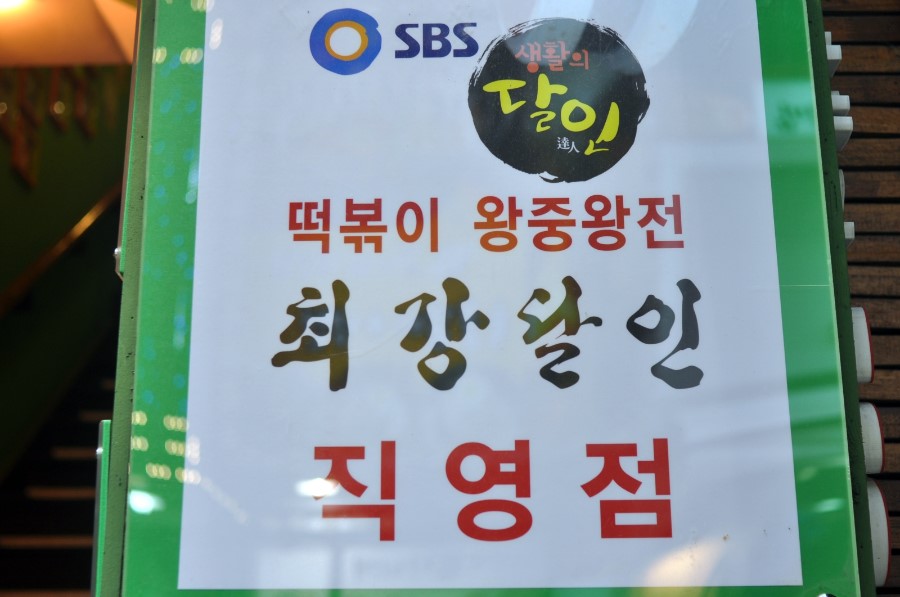 SBS
생활의
달인
達人
떡볶이 왕중왕전
최강달인
직영점